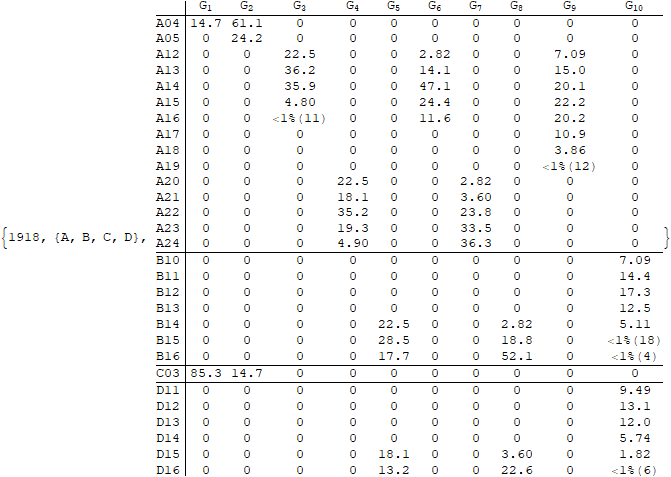 G1 G2 G3 G4 G5 G6 G7 G8 G9 G10
A04 14.7 61.1 0 0 0 0 0 0 0 0
A05 0 24.2 0 0 0 0 0 0 0 0
A12 0 0 22.5 0 0 2.82 0 0 7.09 0
A13 0 0 36.2 0 0 14.1 0 0 15.0 0
A14 0 0 35.9 0 0 47.1 0 0 20.1 0
A15 0 0 4.80 0 0 24.4 0 0 22.2 0
A16 0 0 <1%(11) 0 0 11.6 0 0 20.2 0
A17 0 0 0 0 0 0 0 0 10.9 0
A18 0 0 0 0 0 0 0 0 3.86 0
A19 0 0 0 0 0 0 0 0 <1%(12) 0
A20 0 0 0 22.5 0 0 2.82 0 0 0
A21 0 0 0 18.1 0 0 3.60 0 0 0
A22 0 0 0 35.2 0 0 23.8 0 0 0
A23 0 0 0 19.3 0 0 33.5 0 0 0
{1918, {A, B, C, D}, A24 0 0 0 4.90 0 0 36.3 0 0 0 }
B10 0 0 0 0 0 0 0 0 0 7.09
B11 0 0 0 0 0 0 0 0 0 14.4
B12 0 0 0 0 0 0 0 0 0 17.3
B13 0 0 0 0 0 0 0 0 0 12.5
B14 0 0 0 0 22.5 0 0 2.82 0 5.11
B15 0 0 0 0 28.5 0 0 18.8 0 <1%(18)
B16 0 0 0 0 17.7 0 0 52.1 0 <1%(4)
C03 85.3 14.7 0 0 0 0 0 0 0 0
D11 0 0 0 0 0 0 0 0 0 9.49
D12 0 0 0 0 0 0 0 0 0 13.1
D13 0 0 0 0 0 0 0 0 0 12.0
D14 0 0 0 0 0 0 0 0 0 5.74
D15 0 0 0 0 18.1 0 0 3.60 0 1.82
D16 0 0 0 0 13.2 0 0 22.6 0 <1%(6)